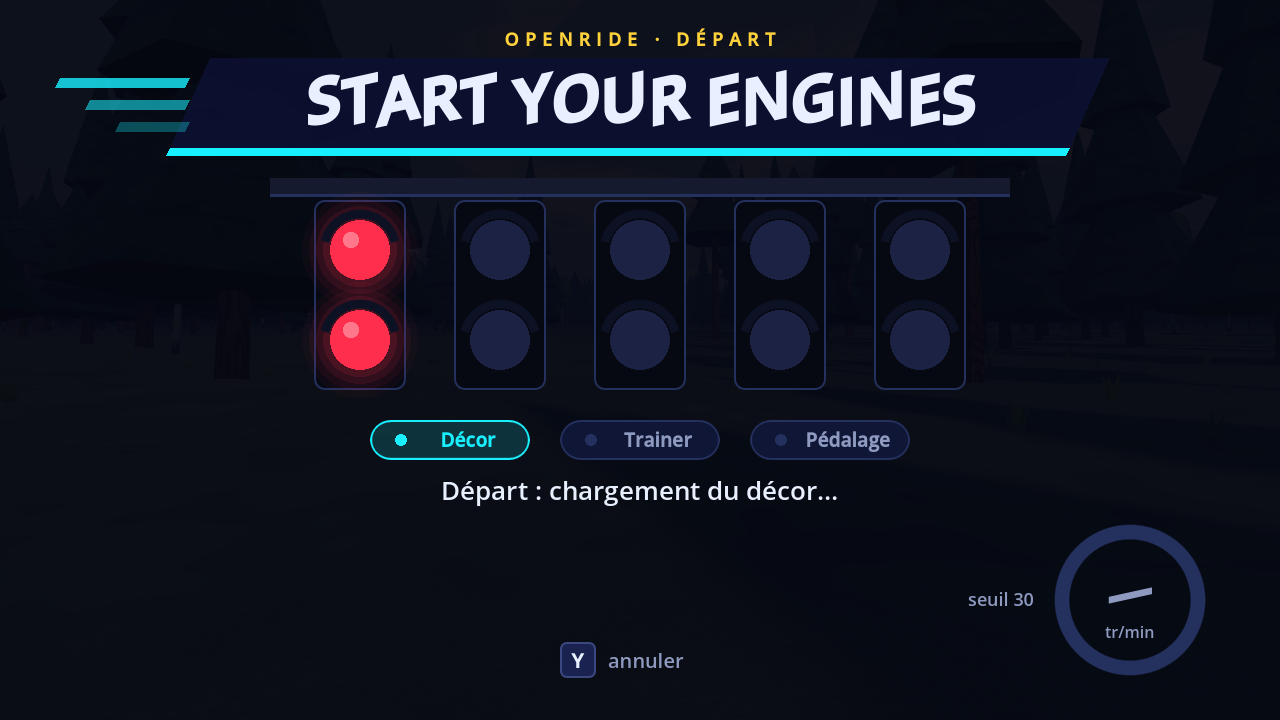 OPENRIDE · DÉPART
START YOUR ENGINES
Décor
Trainer
Pédalage
Départ : chargement du décor...
seuil 30
—
tr/min
Y annuler